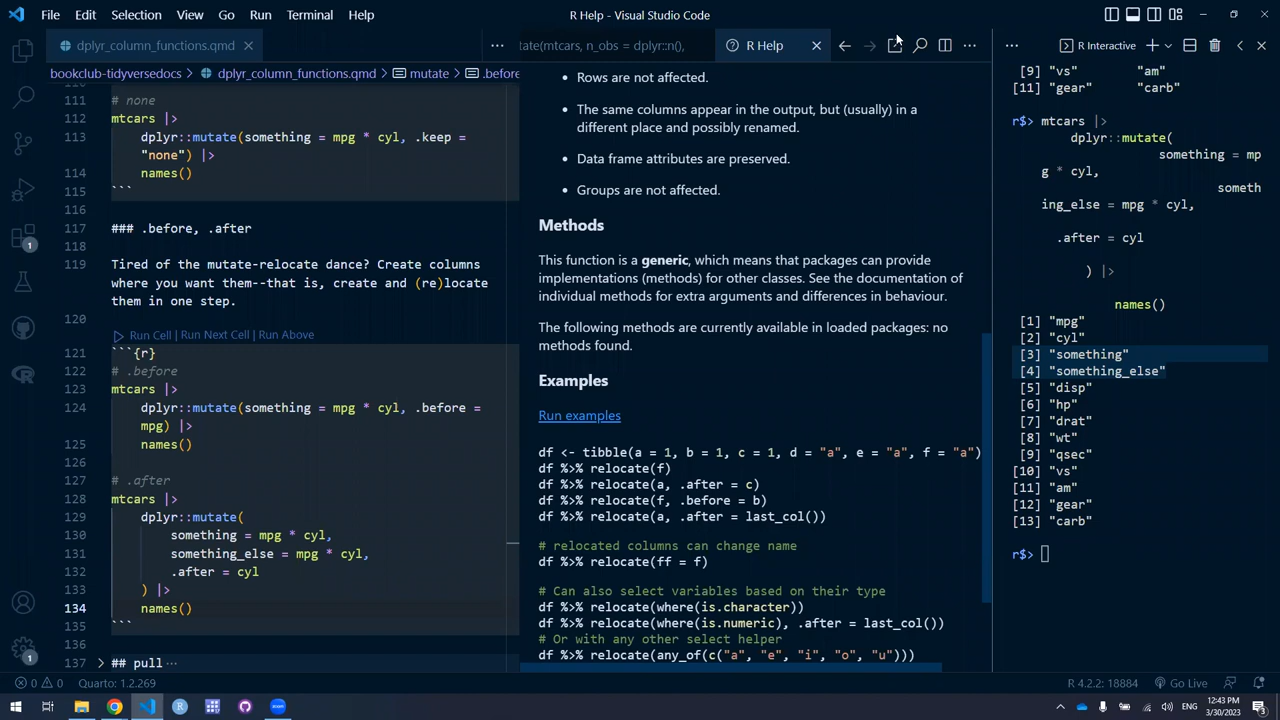 File Edit Selection View Go Run Terminal Help
R Help - Visual Studio Code
dplyr_column_functions.qmd
tate(mtcars, n_obs = dplyr::n(),
R Help
R Interactive
bookclub-tidyversedocs > dplyr_column_functions.qmd > mutate > .before
111 # none
112 mtcars |>
113 dplyr::mutate(something = mpg * cyl, .keep =
"none") |>
114 names()
115 ```
116
117 ### .before, .after
118
119 Tired of the mutate-relocate dance? Create columns
where you want them--that is, create and (re)locate
them in one step.
120
Run Cell | Run Next Cell | Run Above
121 ```{r}
122 # .before
123 mtcars |>
124 dplyr::mutate(something = mpg * cyl, .before =
mpg) |>
125 names()
126
127 # .after
128 mtcars |>
129 dplyr::mutate(
130 something = mpg * cyl,
131 something_else = mpg * cyl,
132 .after = cyl
133 ) |>
134 names()
135 ```
136
137 ## pull ...
• Rows are not affected.
• The same columns appear in the output, but (usually) in a
different place and possibly renamed.
• Data frame attributes are preserved.
• Groups are not affected.
Methods
This function is a generic, which means that packages can provide
implementations (methods) for other classes. See the documentation of
individual methods for extra arguments and differences in behaviour.
The following methods are currently available in loaded packages: no
methods found.
Examples
Run examples
df <- tibble(a = 1, b = 1, c = 1, d = "a", e = "a", f = "a")
df %>% relocate(f)
df %>% relocate(a, .after = c)
df %>% relocate(f, .before = b)
df %>% relocate(a, .after = last_col())
# relocated columns can change name
df %>% relocate(ff = f)
# Can also select variables based on their type
df %>% relocate(where(is.character))
df %>% relocate(where(is.numeric), .after = last_col())
# Or with any other select helper
df %>% relocate(any_of(c("a", "e", "i", "o", "u")))
[9] "vs" "am"
[11] "gear" "carb"
r$> mtcars |>
dplyr::mutate(
something = mp
g * cyl,
someth
ing_else = mpg * cyl,
.after = cyl
) |>
names()
[1] "mpg"
[2] "cyl"
[3] "something"
[4] "something_else"
[5] "disp"
[6] "hp"
[7] "drat"
[8] "wt"
[9] "qsec"
[10] "vs"
[11] "am"
[12] "gear"
[13] "carb"
r$>
1
1
0 0 Quarto: 1.2.269
R 4.2.2: 18884 Go Live
ENG
12:43 PM
3/30/2023
3